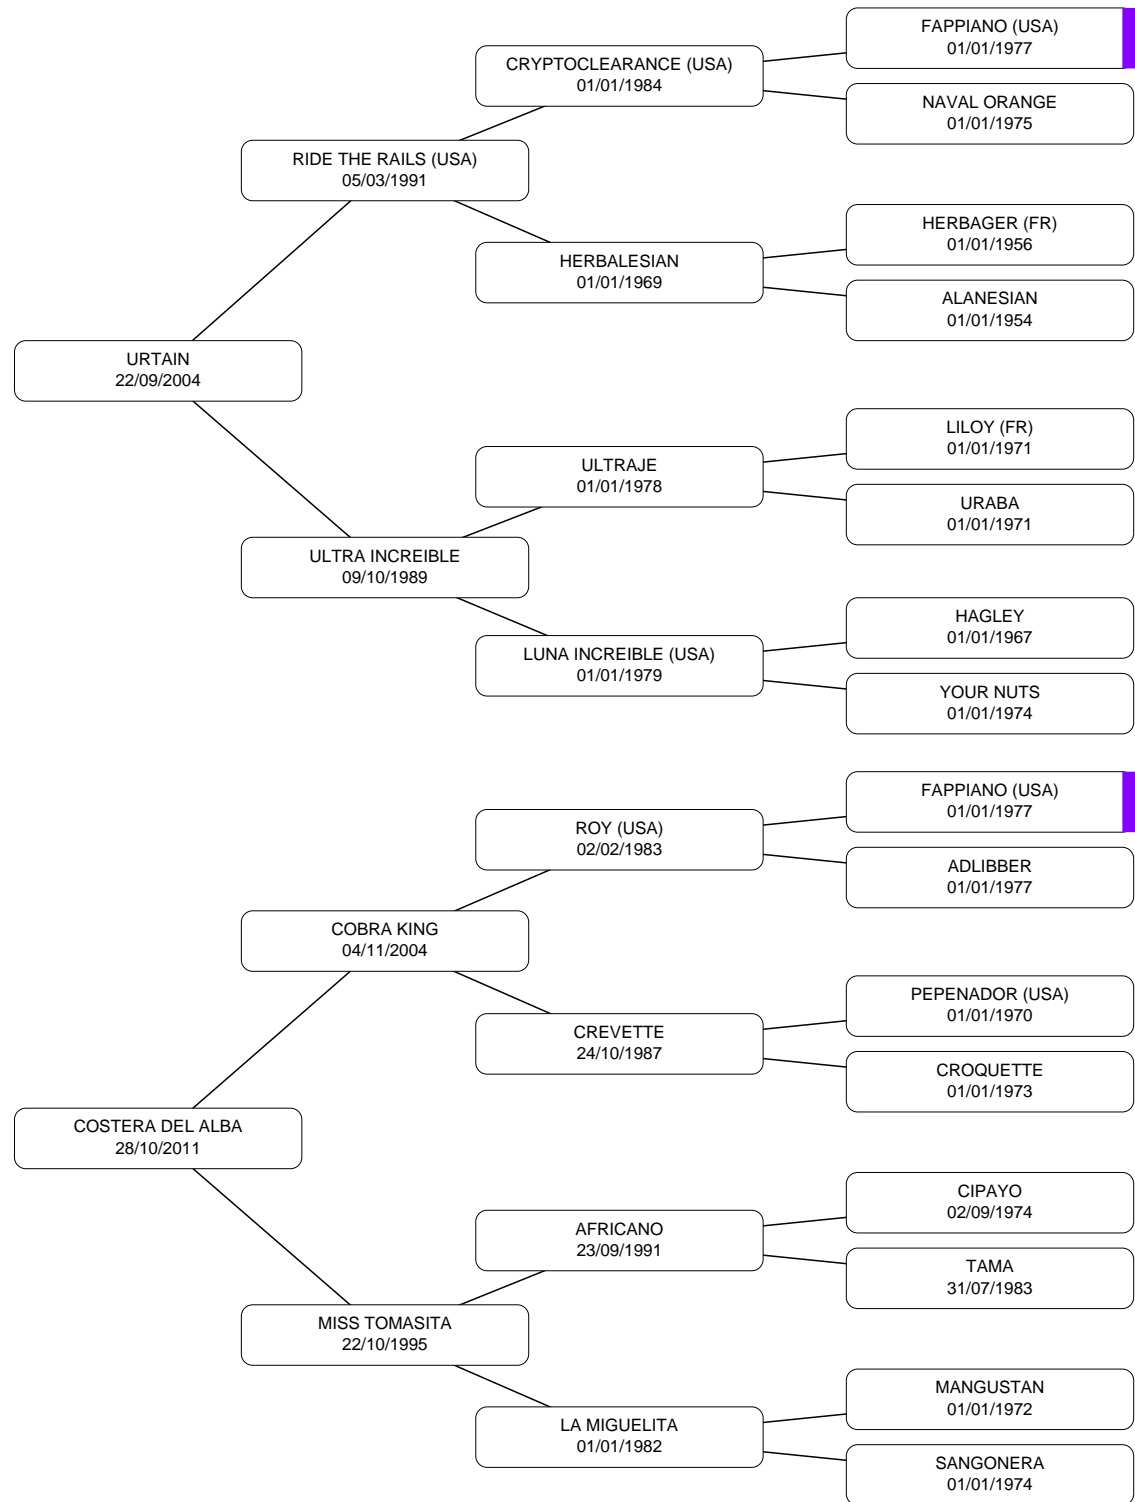 FAPPIANO (USA)
01/01/1977
CRYPTOCLEARANCE (USA)
01/01/1984
NAVAL ORANGE
01/01/1975
RIDE THE RAILS (USA)
05/03/1991
HERBAGER (FR)
01/01/1956
HERBALESIAN
01/01/1969
ALANESIAN
01/01/1954
URTAIN
22/09/2004
LILOY (FR)
01/01/1971
ULTRAJE
01/01/1978
URABA
01/01/1971
ULTRA INCREIBLE
09/10/1989
HAGLEY
01/01/1967
LUNA INCREIBLE (USA)
01/01/1979
YOUR NUTS
01/01/1974
FAPPIANO (USA)
01/01/1977
ROY (USA)
02/02/1983
ADLIBBER
01/01/1977
COBRA KING
04/11/2004
PEPENADOR (USA)
01/01/1970
CREVETTE
24/10/1987
CROQUETTE
01/01/1973
COSTERA DEL ALBA
28/10/2011
CIPAYO
02/09/1974
AFRICANO
23/09/1991
TAMA
31/07/1983
MISS TOMASITA
22/10/1995
MANGUSTAN
01/01/1972
LA MIGUELITA
01/01/1982
SANGONERA
01/01/1974